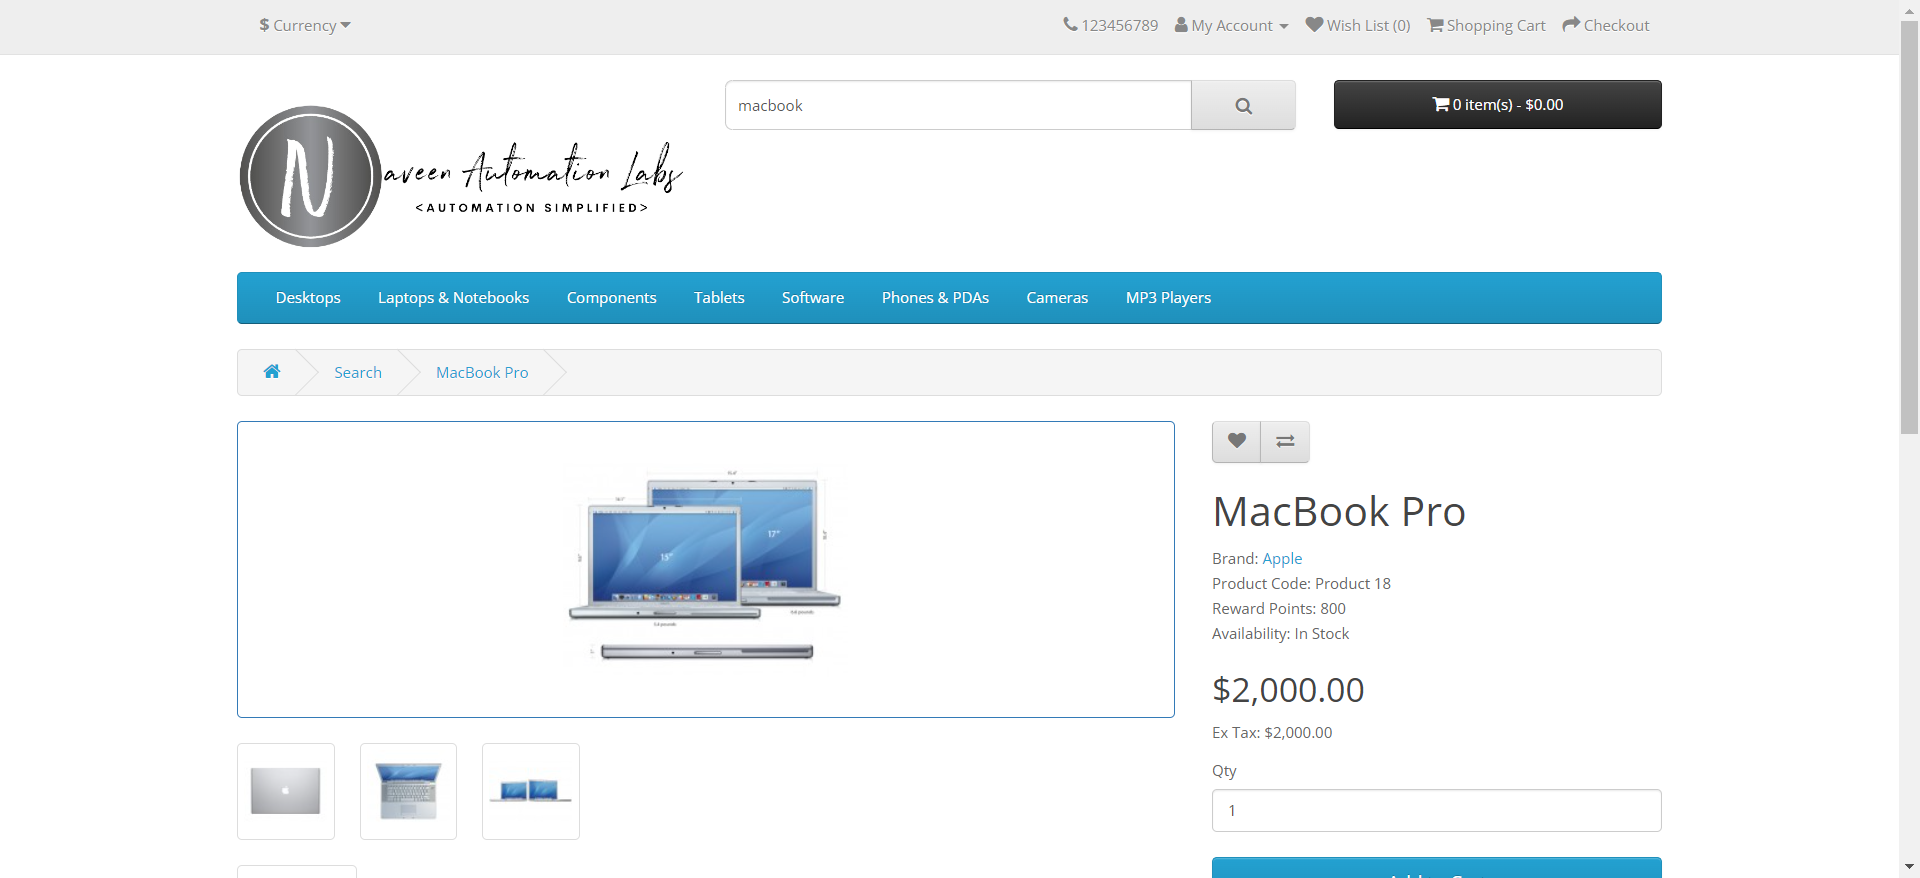 $ Currency
123456789 My Account Wish List (0) Shopping Cart Checkout
macbook
0 item(s) - $0.00
Naveen Automation Labs
<AUTOMATION SIMPLIFIED>
Desktops Laptops & Notebooks Components Tablets Software Phones & PDAs Cameras MP3 Players
Search MacBook Pro
15"
17"
MacBook Pro
Brand: Apple
Product Code: Product 18
Reward Points: 800
Availability: In Stock
$2,000.00
Ex Tax: $2,000.00
Qty
1